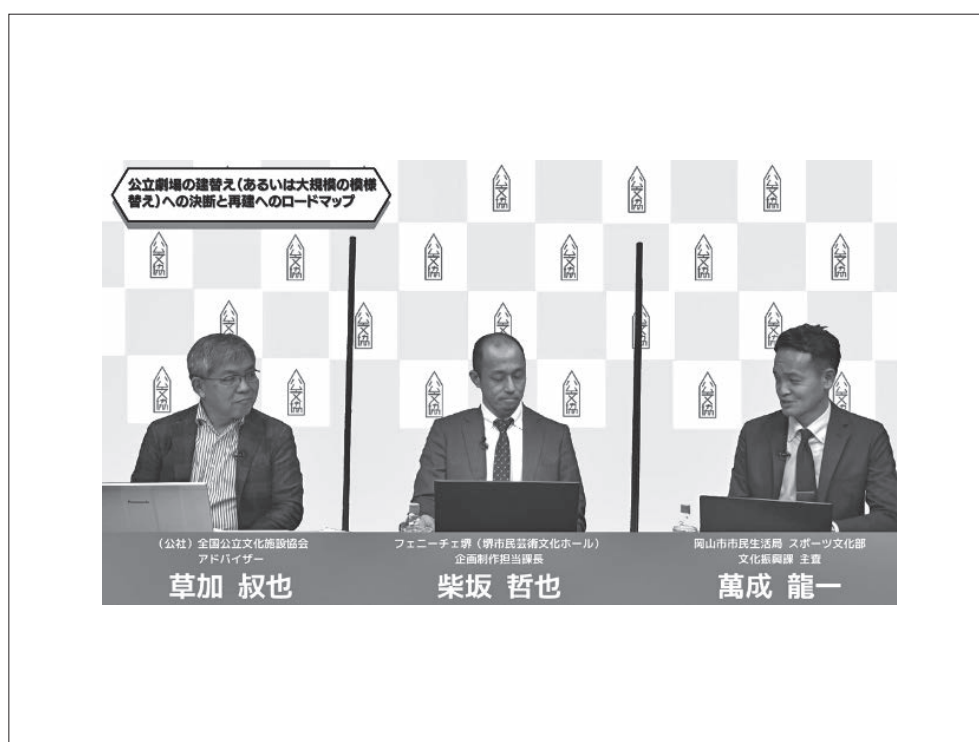 公立劇場の建替え（あるいは大規模の模様
替え）への決断と再建へのロードマップ
（公社）全国公立文化施設協会
アドバイザー
草加 叔也
フェニーチェ堺（堺市民芸術文化ホール）
企画制作担当課長
柴坂 哲也
岡山市市民生活局 スポーツ文化部
文化振興課 主査
萬成 龍一
Panasonic